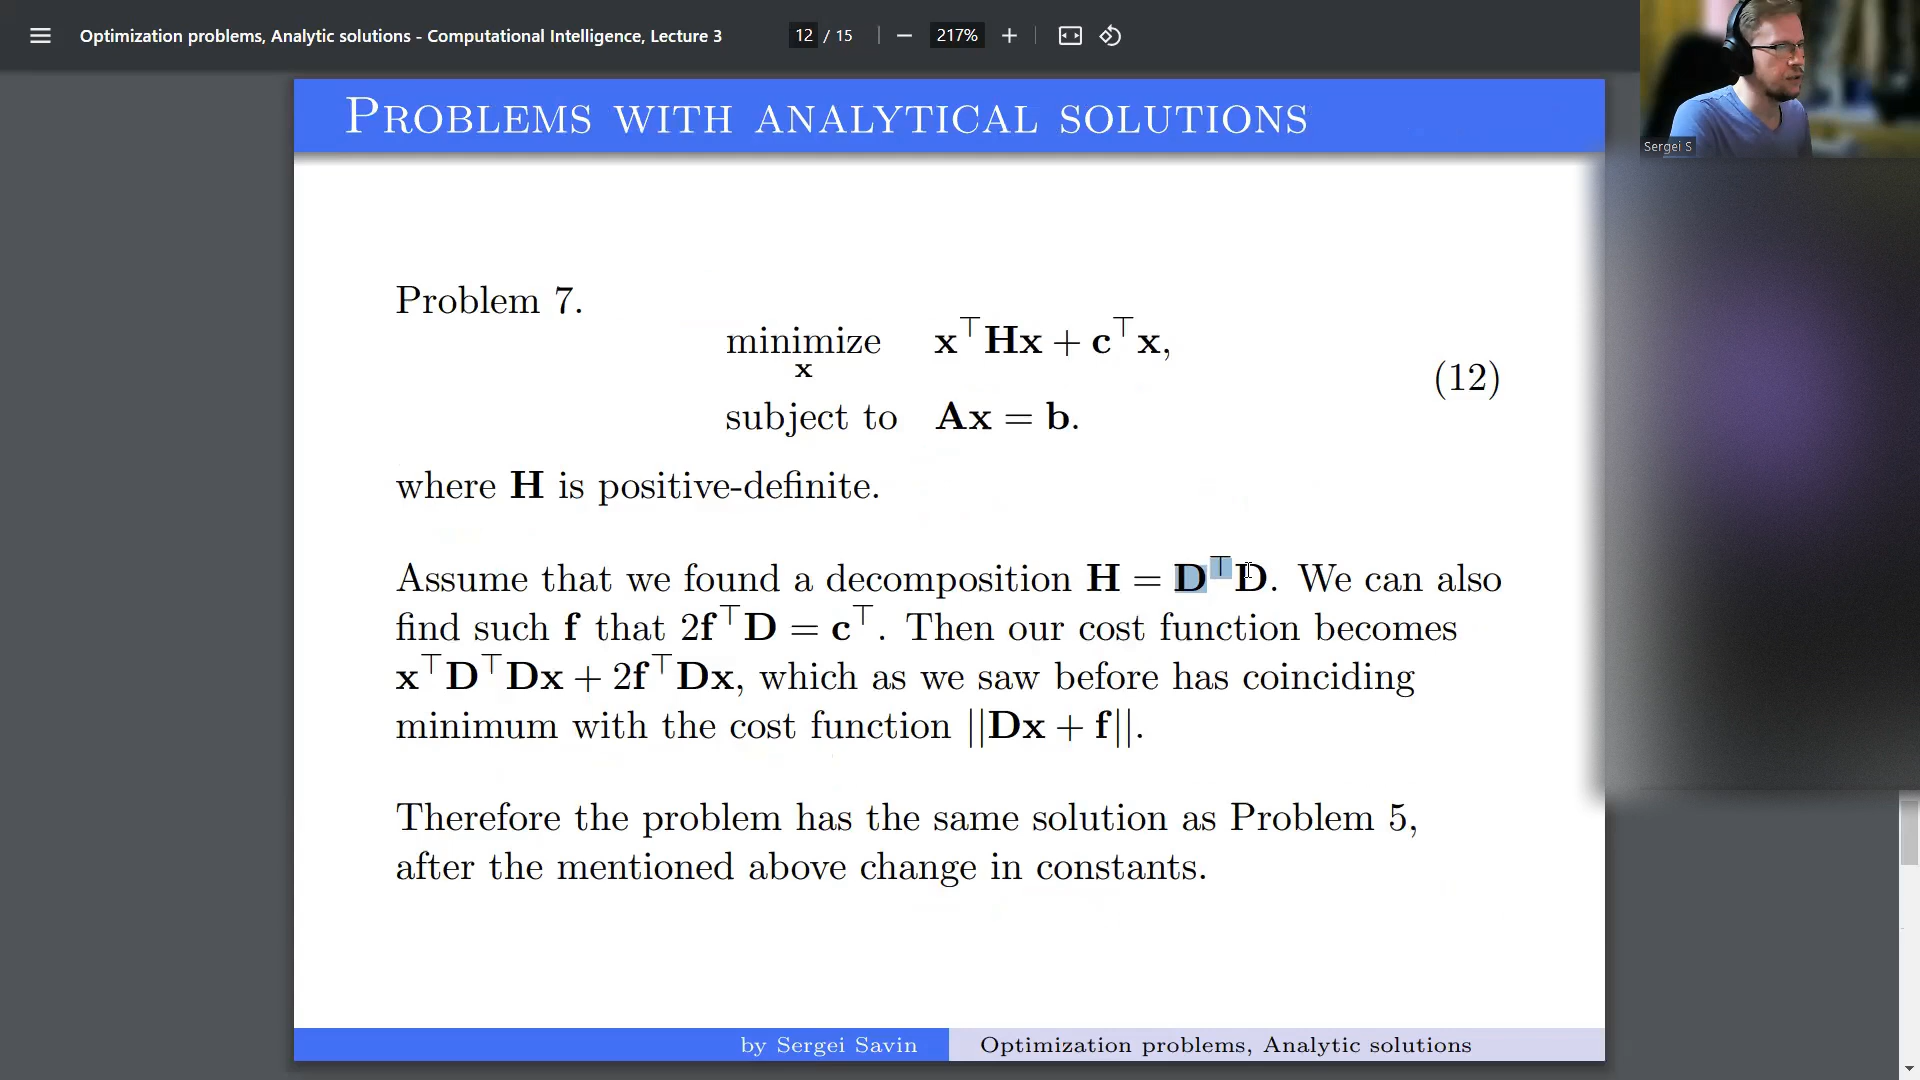 Optimization problems, Analytic solutions - Computational Intelligence, Lecture 3
12 / 15
217%
Sergei S
Problems with analytical solutions
Problem 7.
minimize x⊤Hx + c⊤x,
x
(12)
subject to Ax = b.
where H is positive-definite.
Assume that we found a decomposition H = D⊤D. We can also
find such f that 2f⊤D = c⊤. Then our cost function becomes
x⊤D⊤Dx + 2f⊤Dx, which as we saw before has coinciding
minimum with the cost function ||Dx + f||.
Therefore the problem has the same solution as Problem 5,
after the mentioned above change in constants.
by Sergei Savin
Optimization problems, Analytic solutions